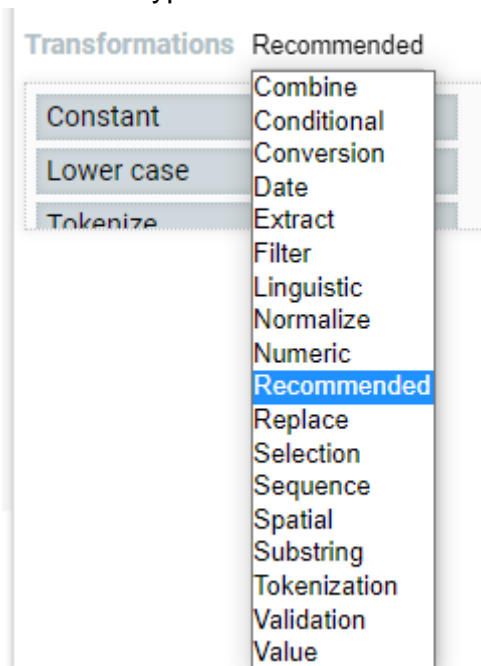 Transformations Recommended
Constant
Lower case
Tokenize
Combine
Conditional
Conversion
Date
Extract
Filter
Linguistic
Normalize
Numeric
Recommended
Replace
Selection
Sequence
Spatial
Substring
Tokenization
Validation
Value